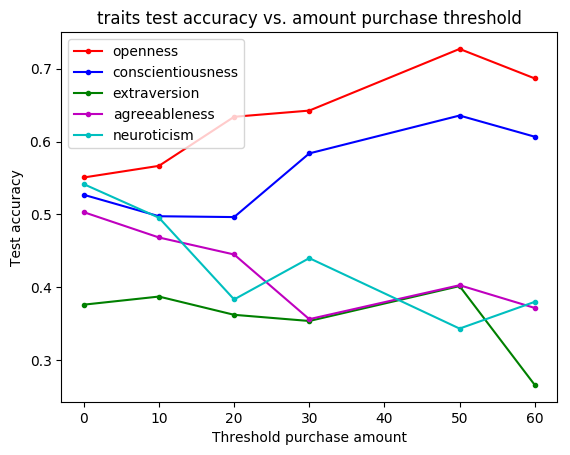 traits test accuracy vs. amount purchase threshold
openness
conscientiousness
extraversion
agreeableness
neuroticism
Test accuracy
0.7
0.6
0.5
0.4
0.3
0 10 20 30 40 50 60
Threshold purchase amount